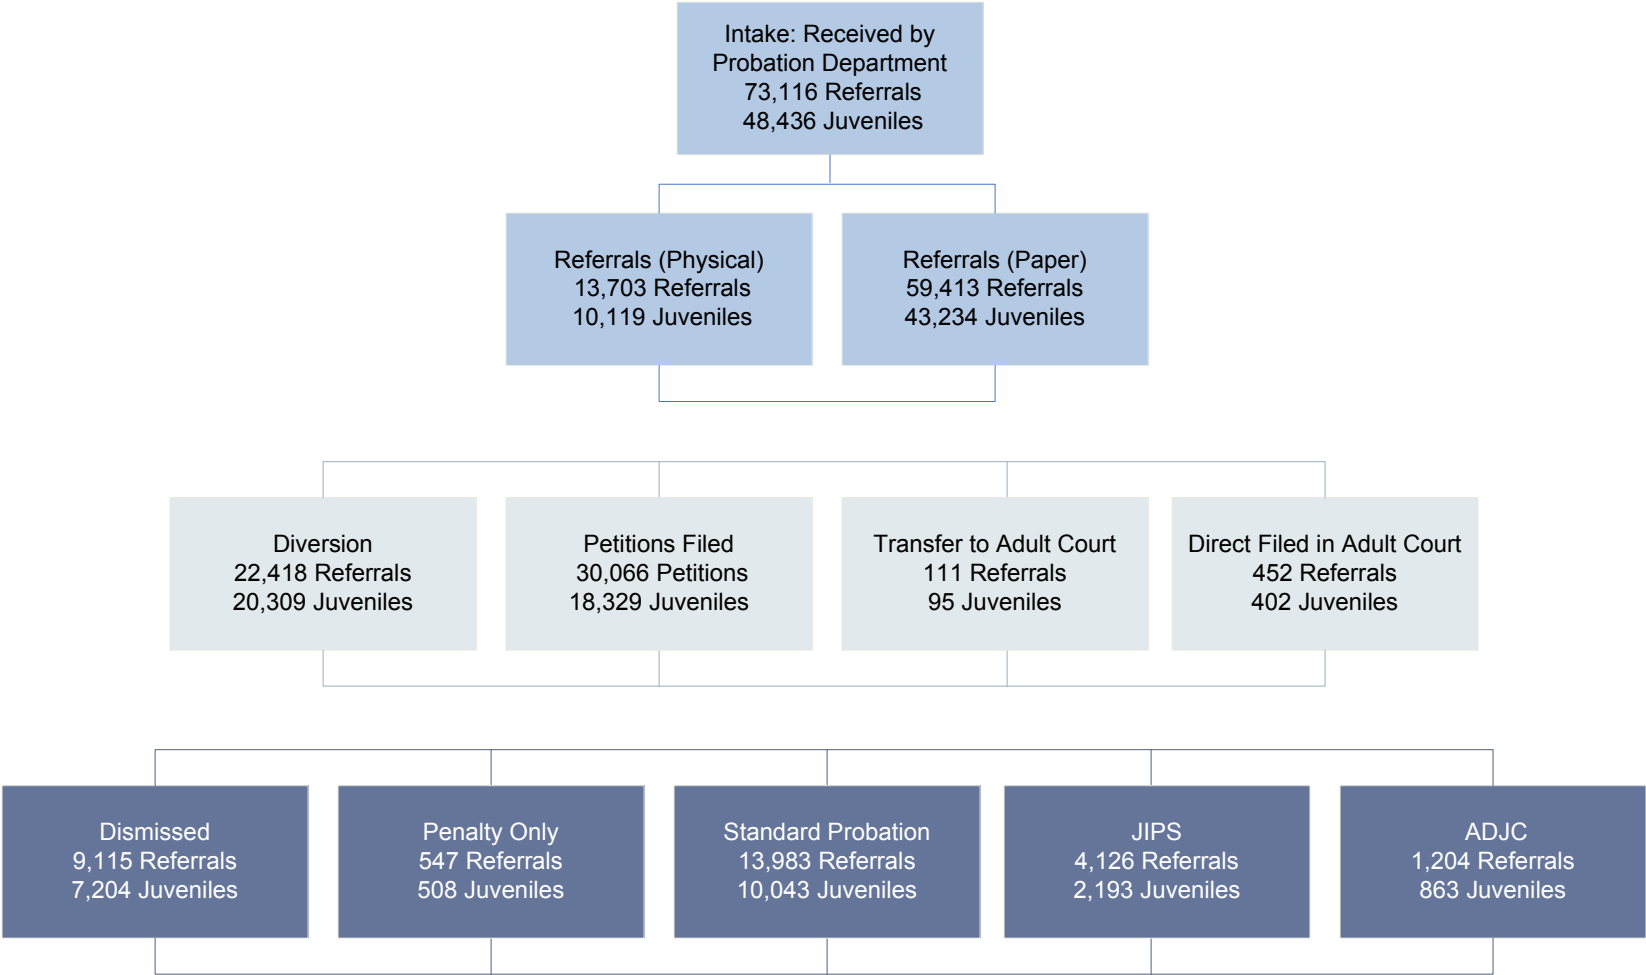 Intake: Received by
Probation Department
73,116 Referrals
48,436 Juveniles
Referrals (Physical)
13,703 Referrals
10,119 Juveniles
Referrals (Paper)
59,413 Referrals
43,234 Juveniles
Diversion
22,418 Referrals
20,309 Juveniles
Petitions Filed
30,066 Petitions
18,329 Juveniles
Transfer to Adult Court
111 Referrals
95 Juveniles
Direct Filed in Adult Court
452 Referrals
402 Juveniles
Dismissed
9,115 Referrals
7,204 Juveniles
Penalty Only
547 Referrals
508 Juveniles
Standard Probation
13,983 Referrals
10,043 Juveniles
JIPS
4,126 Referrals
2,193 Juveniles
ADJC
1,204 Referrals
863 Juveniles